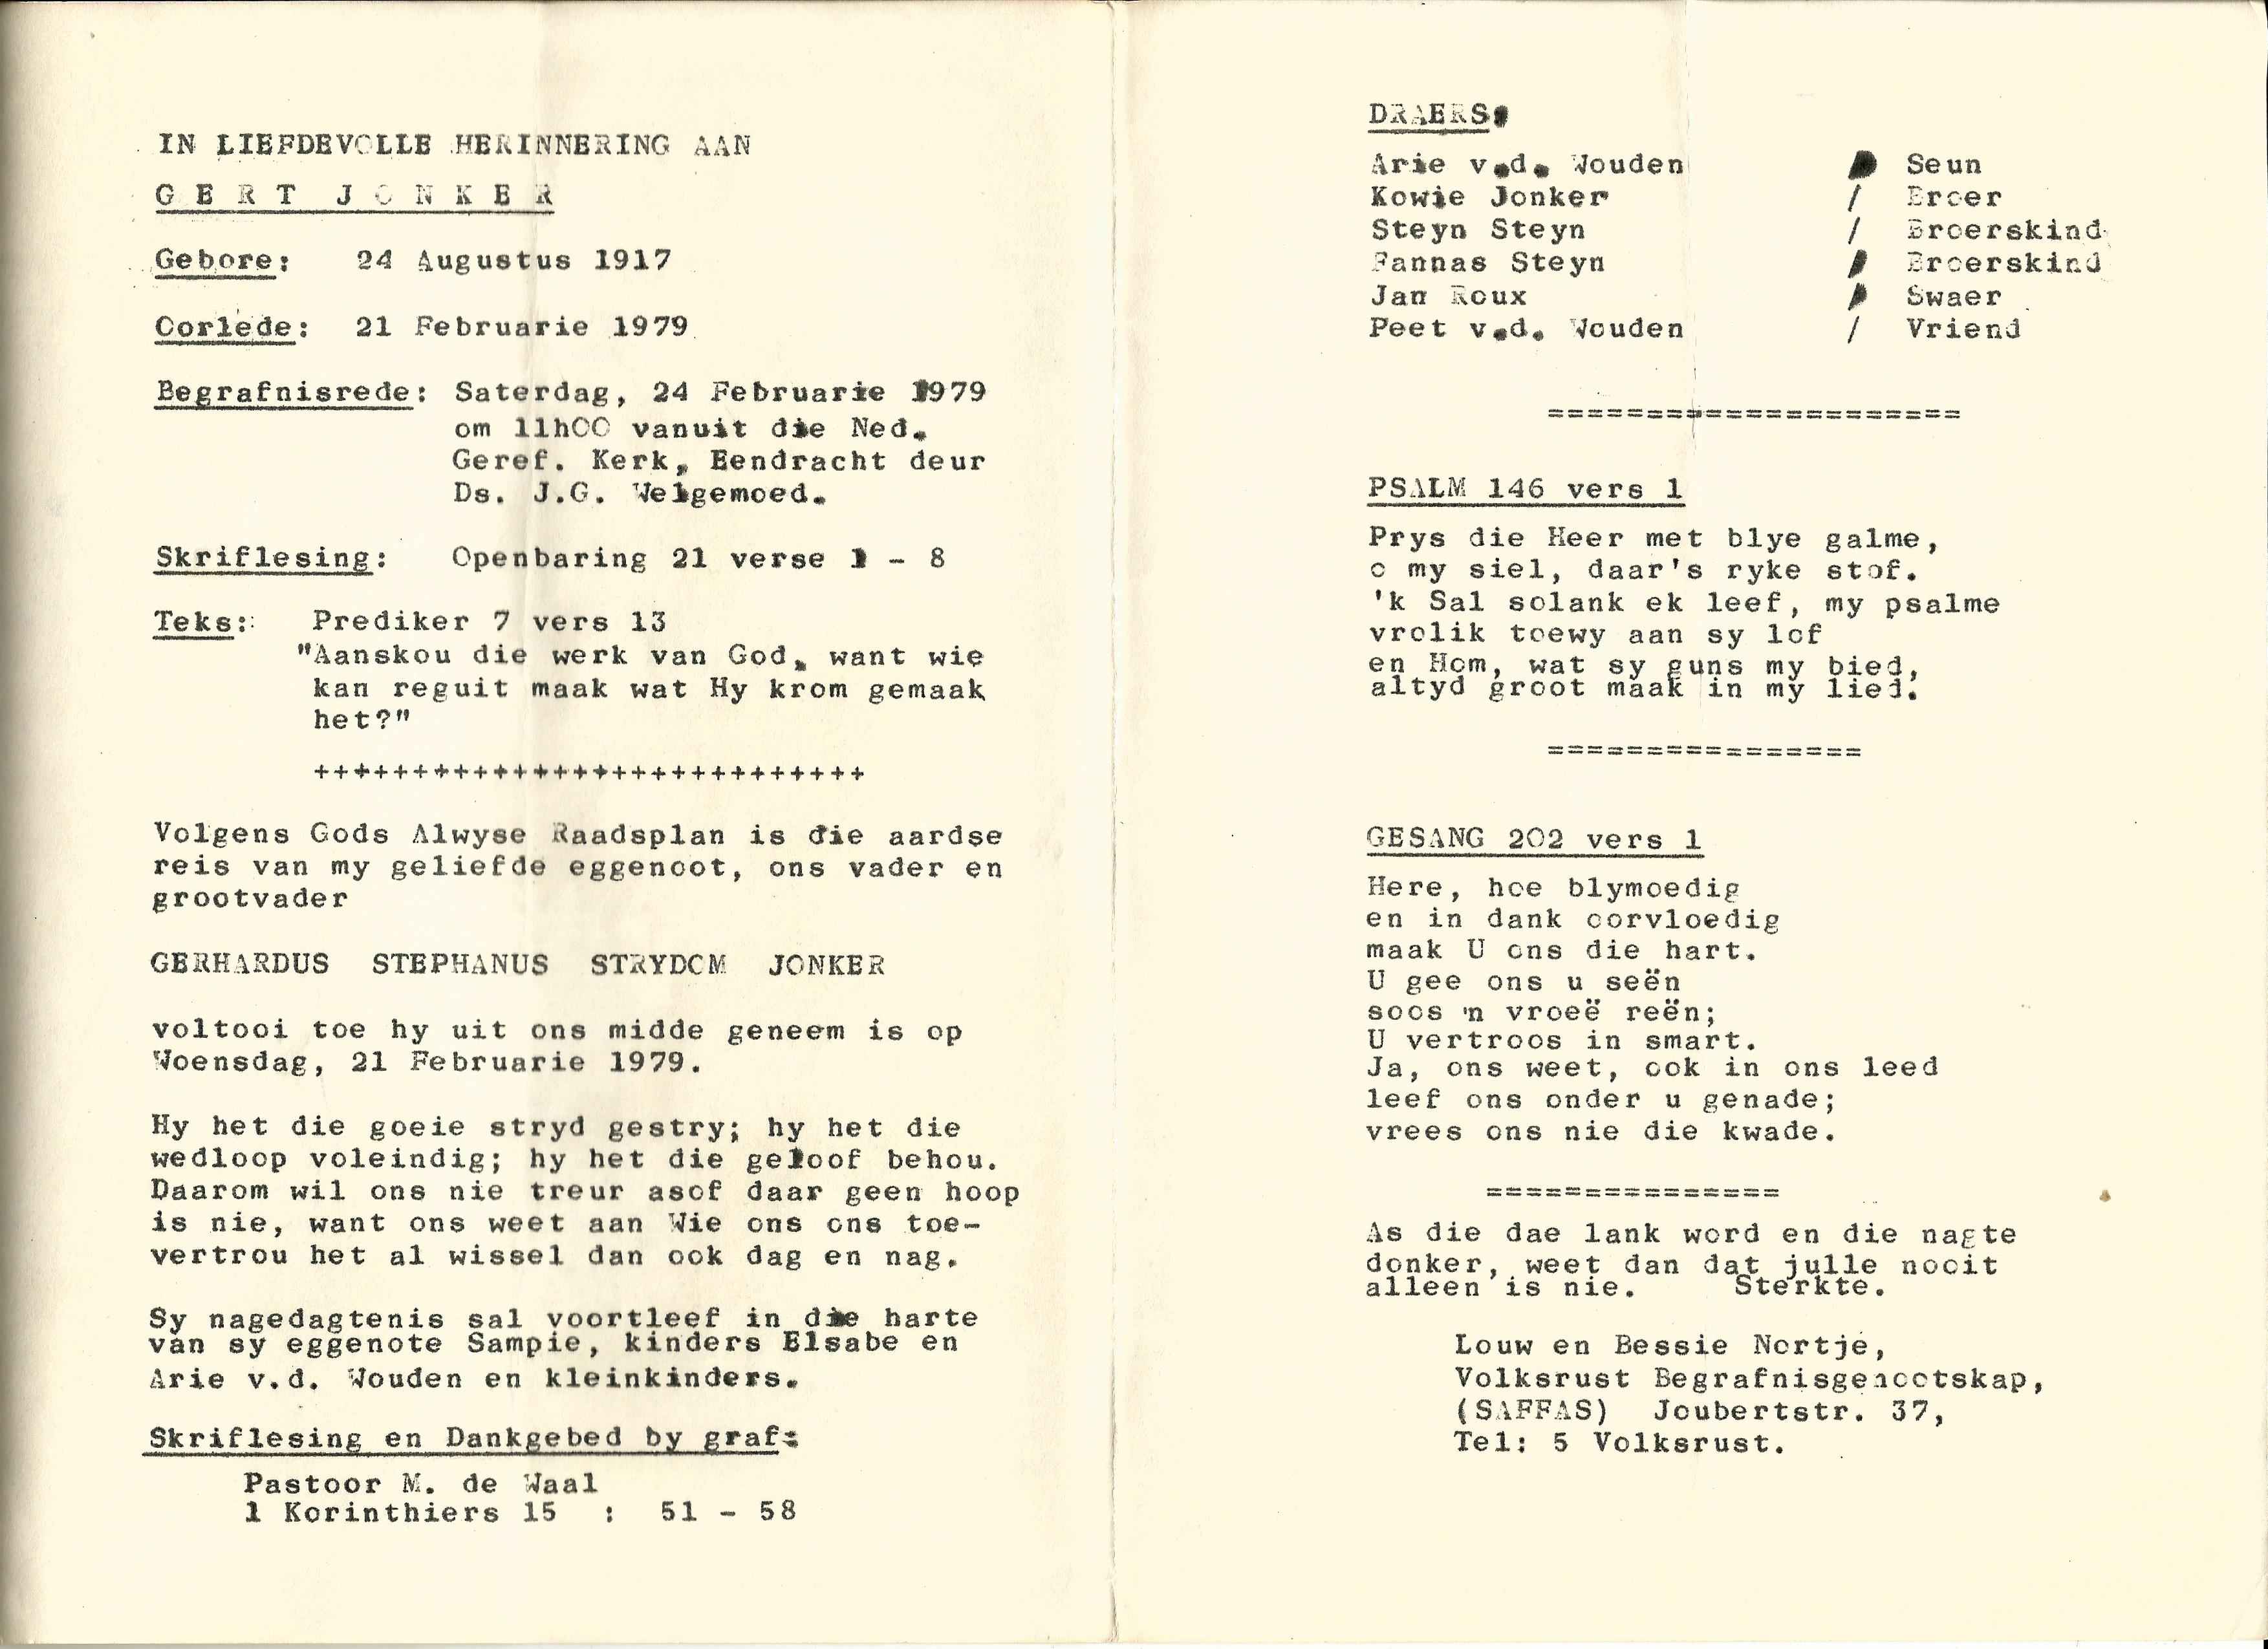 IN LIEFDEVOLLE HERINNERING AAN
G E R T  J O N K E R
Gebore: 24 Augustus 1917
Oorlede: 21 Februarie 1979
Begrafnisrede: Saterdag, 24 Februarie 1979
om 11h00 vanuit die Ned.
Geref. Kerk, Eendracht deur
Ds. J.G. Welgemoed.
Skriflesing: Openbaring 21 verse 1 - 8
Teks: Prediker 7 vers 13
"Aanskou die werk van God, want wie
kan reguit maak wat Hy krom gemaak
het?"
++++++++++++++++++++++++++++
Volgens Gods Alwyse Raadsplan is die aardse
reis van my geliefde eggenoot, ons vader en
grootvader
GERHARDUS STEPHANUS STRYDOM JONKER
voltooi toe hy uit ons midde geneem is op
Woensdag, 21 Februarie 1979.
Hy het die goeie stryd gestry; hy het die
wedloop voleindig; hy het die geloof behou.
Daarom wil ons nie treur asof daar geen hoop
is nie, want ons weet aan Wie ons ons toe-
vertrou het al wissel dan ook dag en nag.
Sy nagedagtenis sal voortleef in die harte
van sy eggenote Sampie, kinders Elsabe en
Arie v.d. Wouden en kleinkinders.
Skriflesing en Dankgebed by graf:
Pastoor M. de Waal
1 Korinthiers 15 : 51 - 58
DRAERS:
Arie v.d. Wouden / Seun
Kowie Jonker / Broer
Steyn Steyn / Broerskind
Fannas Steyn / Broerskind
Jan Roux / Swaer
Peet v.d. Wouden / Vriend
=====================
PSALM 146 vers 1
Prys die Heer met blye galme,
o my siel, daar's ryke stof.
'k Sal solank ek leef, my psalme
vrolik toewy aan sy lof
en Hom, wat sy guns my bied,
altyd groot maak in my lied.
================
GESANG 202 vers 1
Here, hoe blymoedig
en in dank oorvloedig
maak U ons die hart.
U gee ons u seën
soos 'n vroeë reën;
U vertroos in smart.
Ja, ons weet, ook in ons leed
leef ons onder u genade;
vrees ons nie die kwade.
===============
As die dae lank word en die nagte
donker, weet dan dat julle nooit
alleen is nie. Sterkte.
Louw en Bessie Nortje,
Volksrust Begrafnisgenootskap,
(SAFFAS) Joubertstr. 37,
Tel: 5 Volksrust.